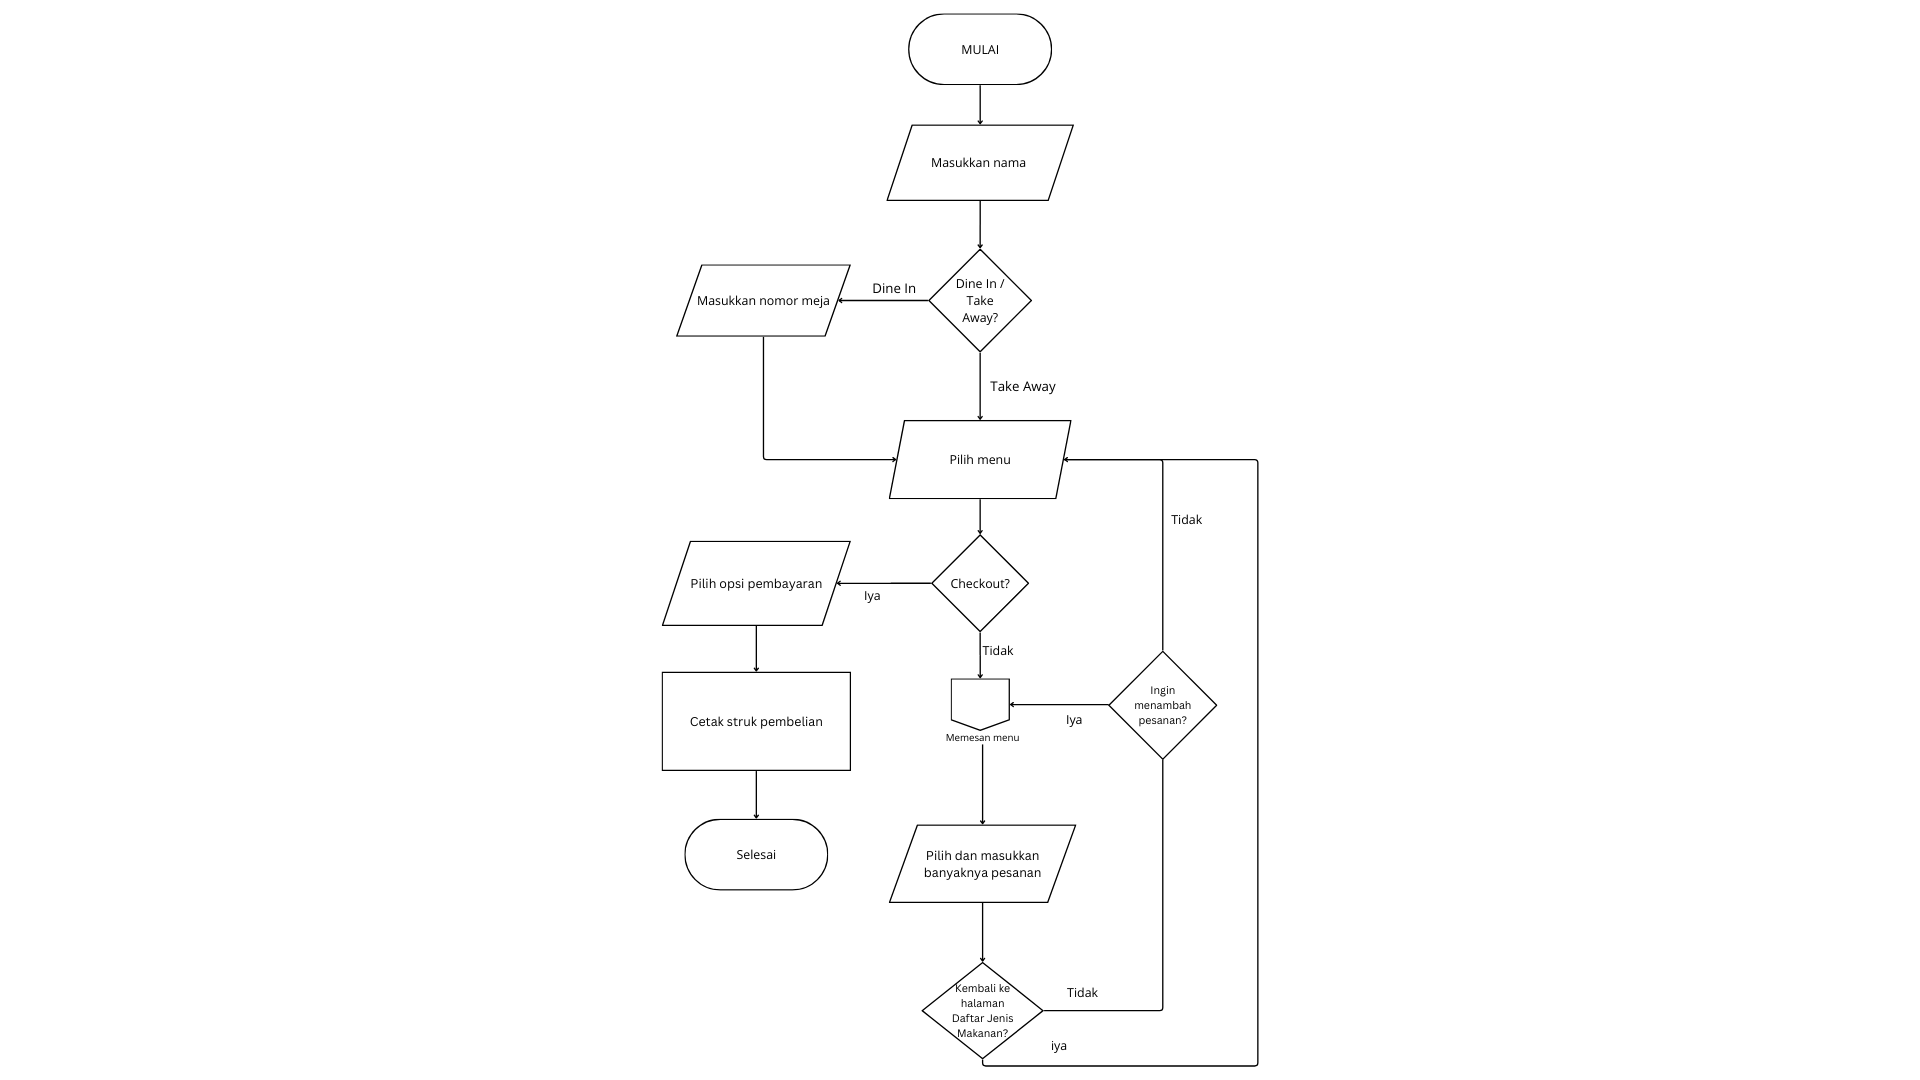 MULAI
Masukkan nama
Dine In /
Take
Away?
Dine In
Masukkan nomor meja
Take Away
Pilih menu
Tidak
Checkout?
Iya
Pilih opsi pembayaran
Tidak
Ingin
menambah
pesanan?
Iya
Memesan menu
Cetak struk pembelian
Selesai
Pilih dan masukkan
banyaknya pesanan
Kembali ke
halaman
Daftar Jenis
Makanan?
Tidak
iya